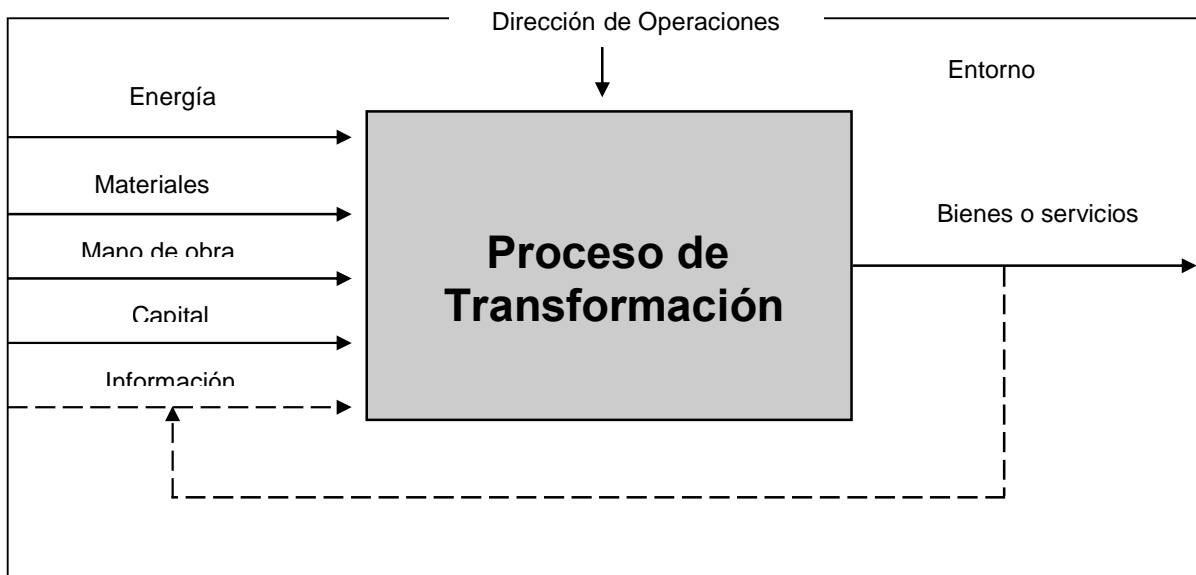 Dirección de Operaciones
Entorno
Energía
Materiales
Bienes o servicios
Mano de obra
Proceso de
Transformación
Capital
Información